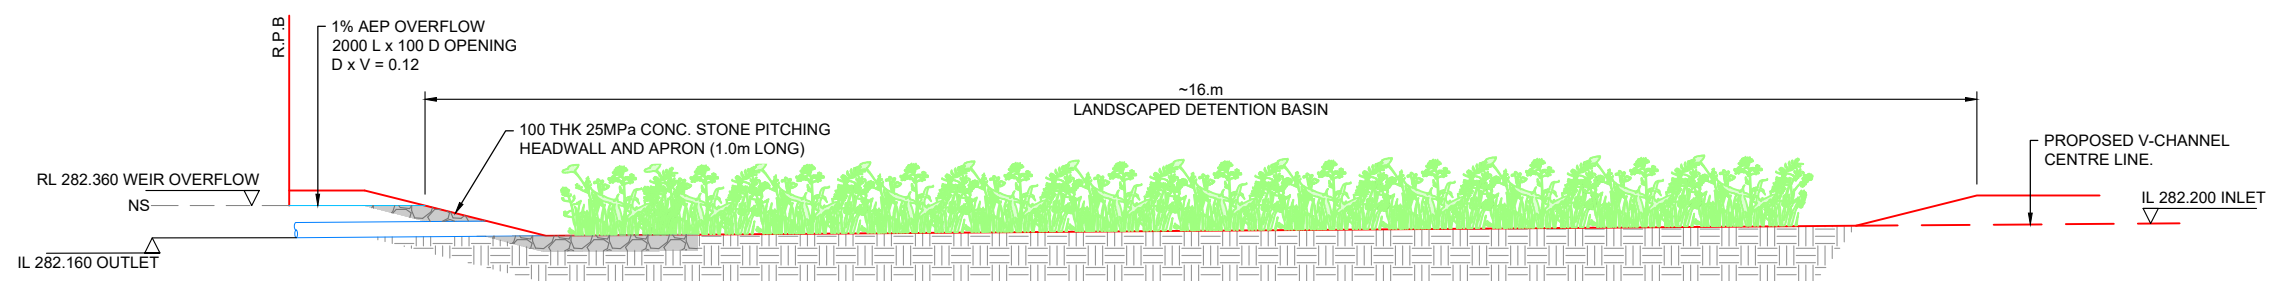 R.P.B
1% AEP OVERFLOW
2000 L x 100 D OPENING
D x V = 0.12
~16.m
LANDSCAPED DETENTION BASIN
100 THK 25MPa CONC. STONE PITCHING
HEADWALL AND APRON (1.0m LONG)
PROPOSED V-CHANNEL
CENTRE LINE.
RL 282.360 WEIR OVERFLOW
NS
IL 282.200 INLET
IL 282.160 OUTLET